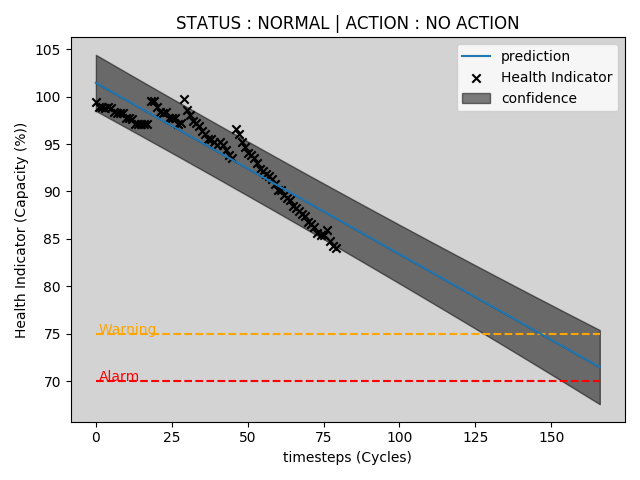 STATUS : NORMAL | ACTION : NO ACTION
105
100
95
90
85
80
75
70
Health Indicator (Capacity (%))
prediction
Health Indicator
confidence
Warning
Alarm
0
25
50
75
100
125
150
timesteps (Cycles)